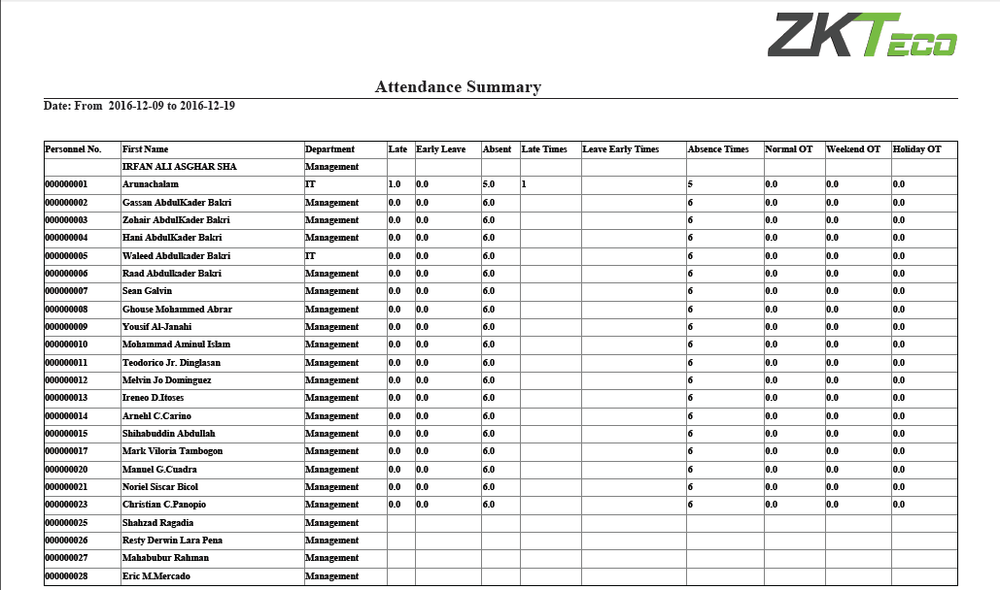 ZKTECO
Attendance Summary
Date: From 2016-12-09 to 2016-12-19
Personnel No. First Name Department Late Early Leave Absent Late Times Leave Early Times Absence Times Normal OT Weekend OT Holiday OT
IRFAN ALI ASGHAR SHA Management
000000001 Arunachalam IT 1.0 0.0 5.0 1 5 0.0 0.0 0.0
000000002 Gassan AbdulKader Bakri Management 0.0 0.0 6.0 6 0.0 0.0 0.0
000000003 Zohair AbdulKader Bakri Management 0.0 0.0 6.0 6 0.0 0.0 0.0
000000004 Hani AbdulKader Bakri Management 0.0 0.0 6.0 6 0.0 0.0 0.0
000000005 Waleed Abdulkader Bakri IT 0.0 0.0 6.0 6 0.0 0.0 0.0
000000006 Raad Abdulkader Bakri Management 0.0 0.0 6.0 6 0.0 0.0 0.0
000000007 Sean Galvin Management 0.0 0.0 6.0 6 0.0 0.0 0.0
000000008 Ghouse Mohammed Abrar Management 0.0 0.0 6.0 6 0.0 0.0 0.0
000000009 Yousif Al-Janahi Management 0.0 0.0 6.0 6 0.0 0.0 0.0
000000010 Mohammad Aminul Islam Management 0.0 0.0 6.0 6 0.0 0.0 0.0
000000011 Teodorico Jr. Dinglasan Management 0.0 0.0 6.0 6 0.0 0.0 0.0
000000012 Melvin Jo Dominguez Management 0.0 0.0 6.0 6 0.0 0.0 0.0
000000013 Ireneo D.Itoses Management 0.0 0.0 6.0 6 0.0 0.0 0.0
000000014 Arnehl C.Carino Management 0.0 0.0 6.0 6 0.0 0.0 0.0
000000015 Shihabuddin Abdullah Management 0.0 0.0 6.0 6 0.0 0.0 0.0
000000017 Mark Viloria Tambogon Management 0.0 0.0 6.0 6 0.0 0.0 0.0
000000020 Manuel G.Cuadra Management 0.0 0.0 6.0 6 0.0 0.0 0.0
000000021 Noriel Siscar Bicol Management 0.0 0.0 6.0 6 0.0 0.0 0.0
000000023 Christian C.Panopio Management 0.0 0.0 6.0 6 0.0 0.0 0.0
000000025 Shahzad Ragadia Management
000000026 Resty Derwin Lara Pena Management
000000027 Mahabubur Rahman Management
000000028 Eric M.Mercado Management